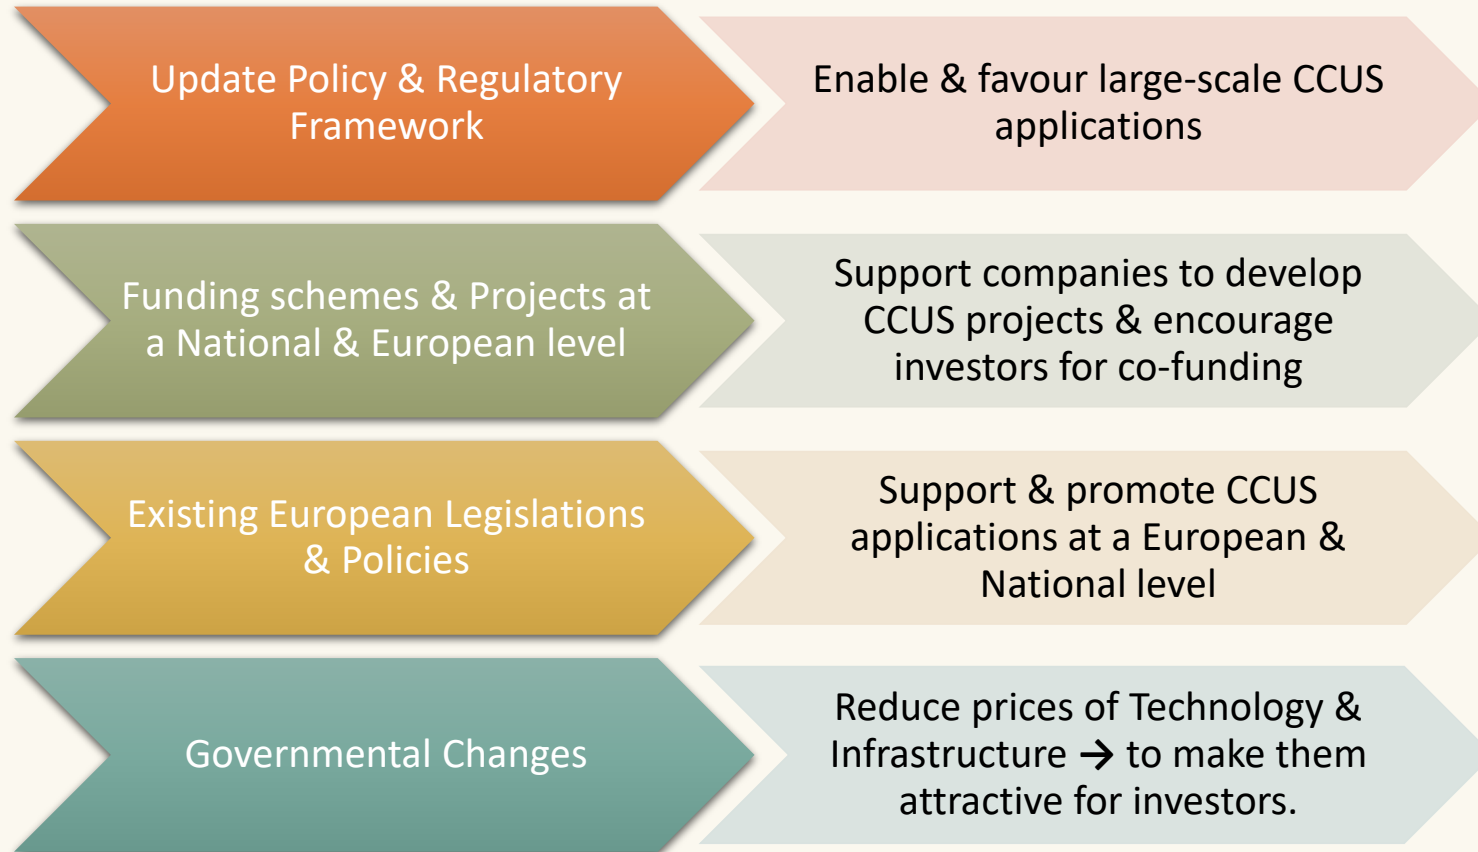 Update Policy & Regulatory
Framework
Enable & favour large-scale CCUS
applications
Funding schemes & Projects at
a National & European level
Support companies to develop
CCUS projects & encourage
investors for co-funding
Existing European Legislations
& Policies
Support & promote CCUS
applications at a European &
National level
Governmental Changes
Reduce prices of Technology &
Infrastructure → to make them
attractive for investors.